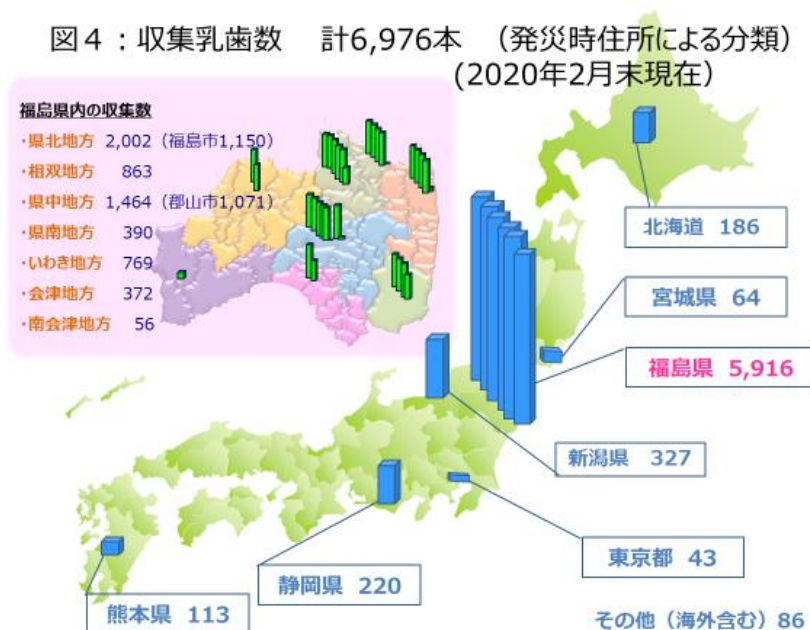 図４：収集乳歯数　計6,976本　（発災時住所による分類）
(2020年2月末現在）
福島県内の収集数
・県北地方 2,002（福島市1,150）
・相双地方 863
・県中地方 1,464（郡山市1,071）
・県南地方 390
・いわき地方 769
・会津地方 372
・南会津地方 56
北海道 186
宮城県 64
福島県 5,916
新潟県 327
東京都 43
静岡県 220
熊本県 113
その他（海外含む）86